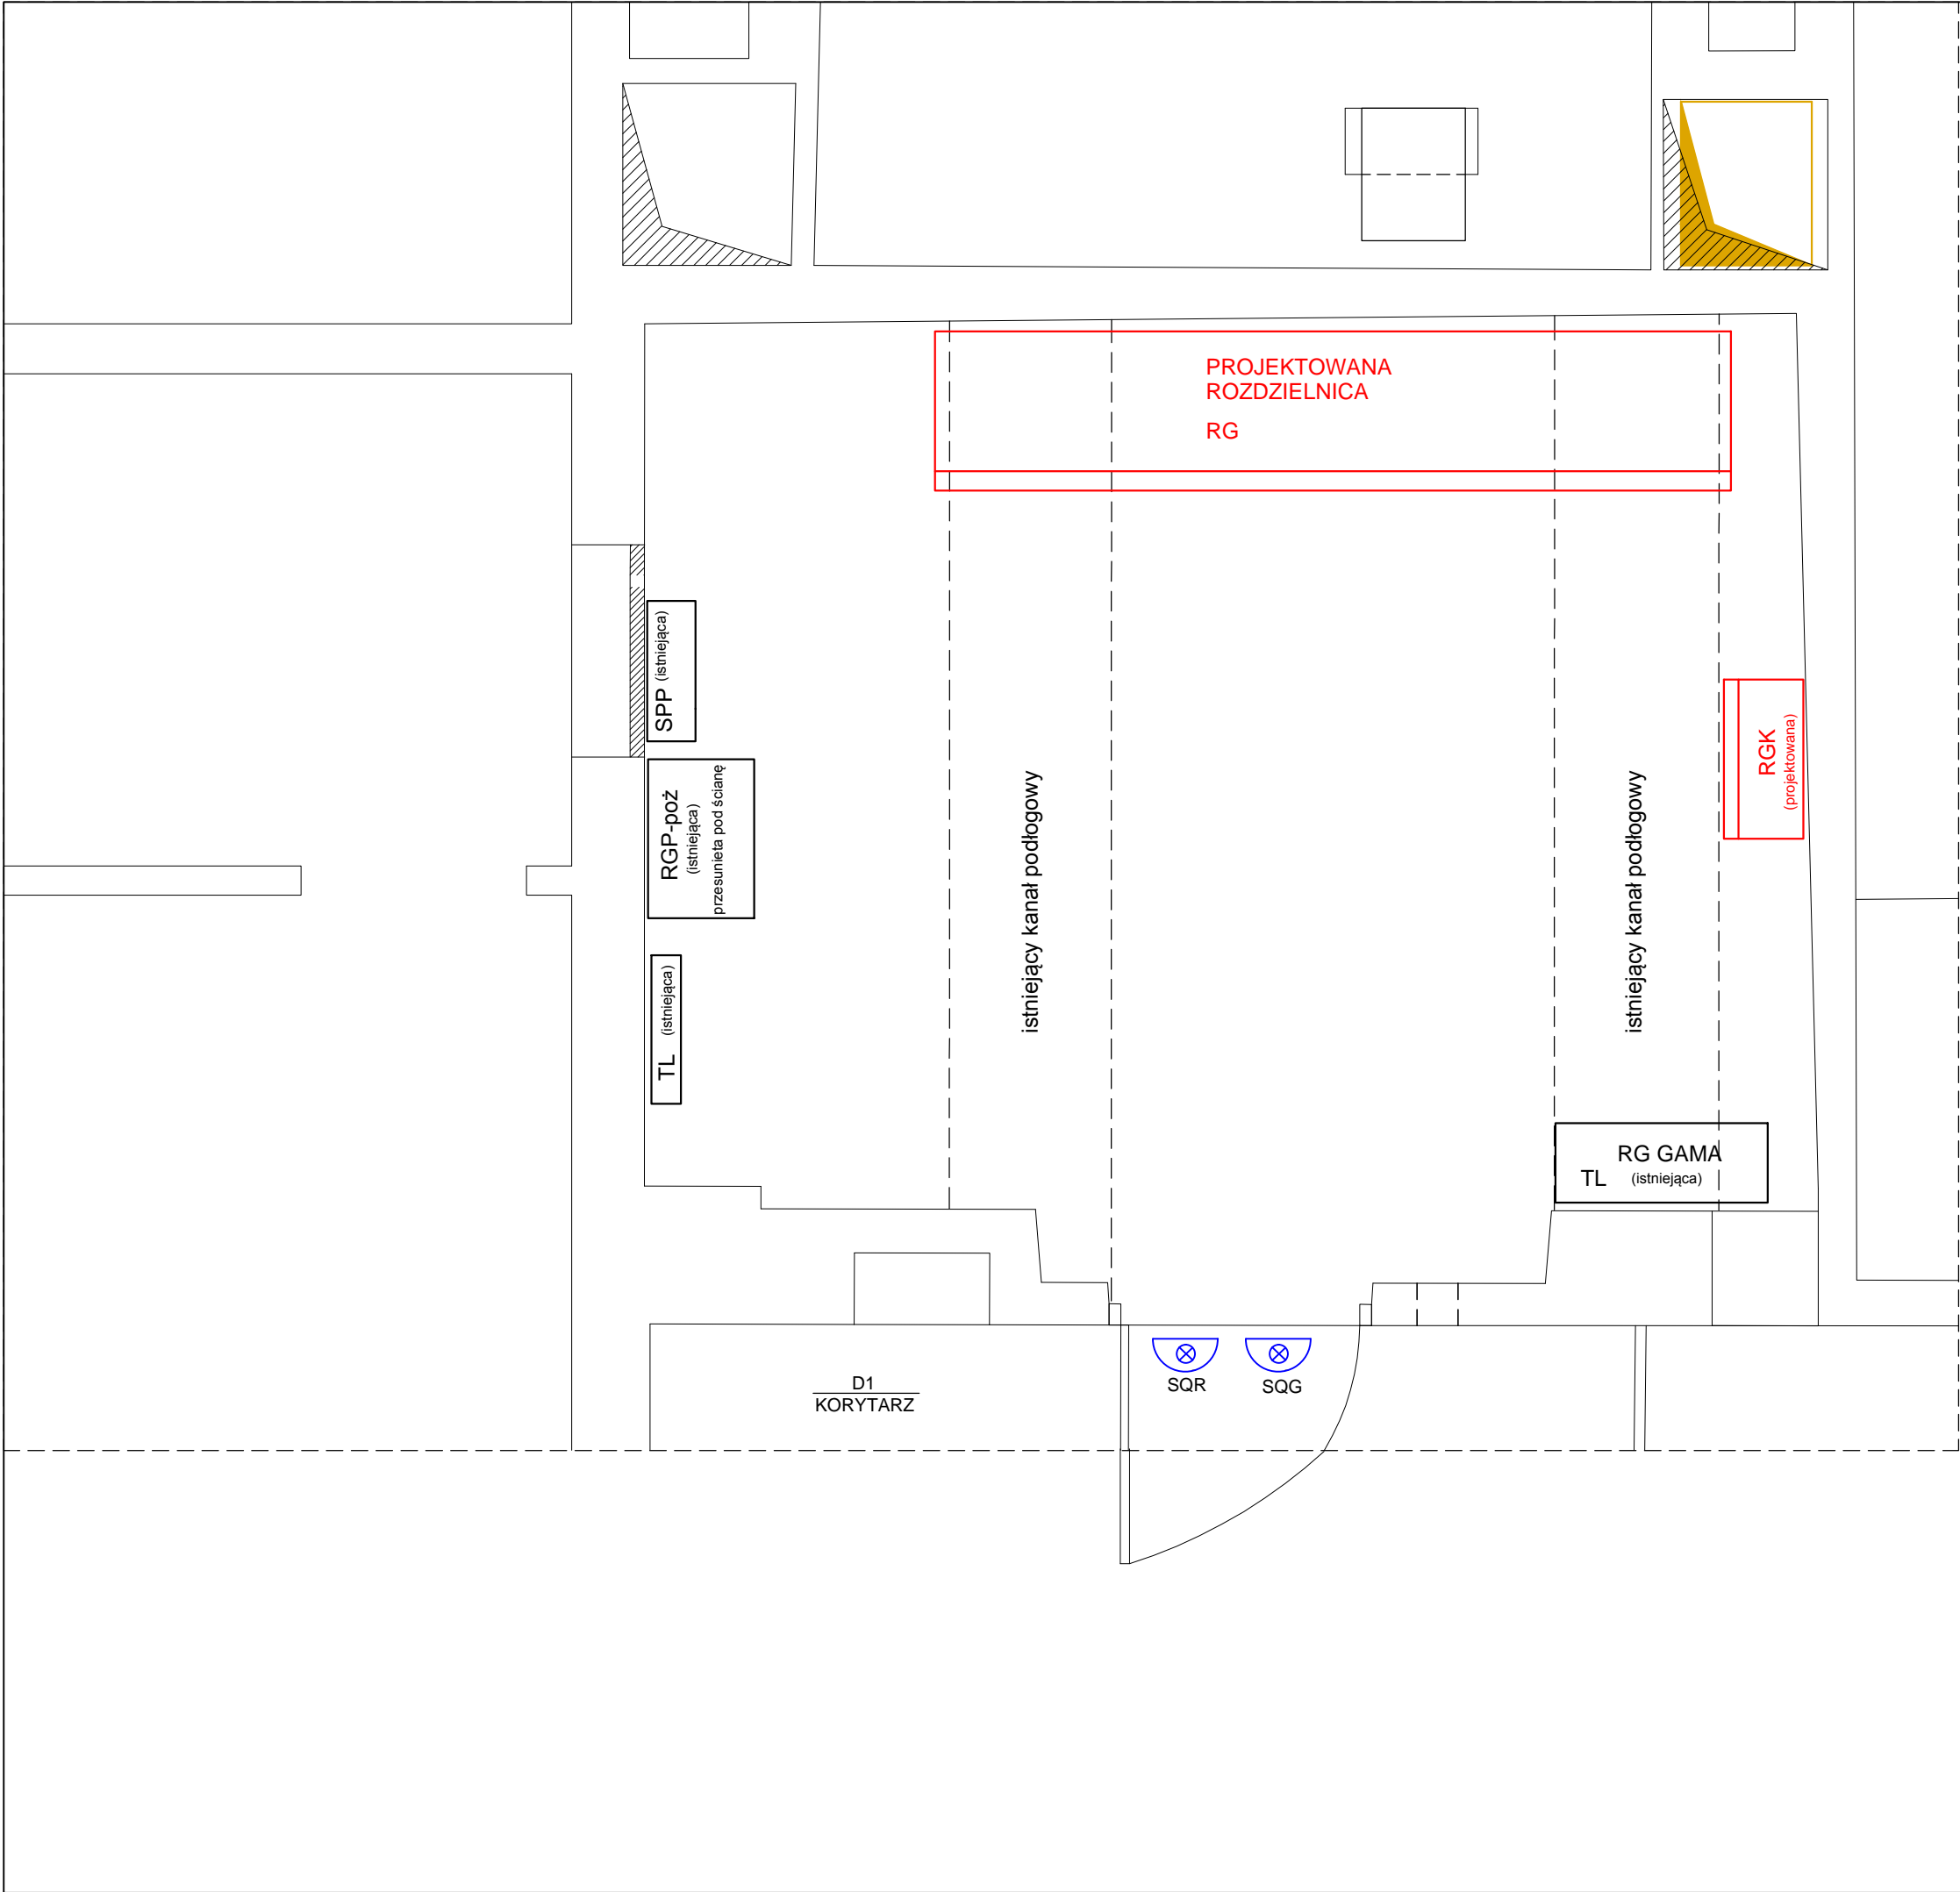 PROJEKTOWANA
ROZDZIELNICA
RG
SPP (istniejąca)
RGP-poż
(istniejąca)
przesunieta pod ścianę
TL (istniejąca)
istniejący kanał podłogowy
istniejący kanał podłogowy
RGK
(projektowana)
RG GAMA
TL (istniejąca)
D1
KORYTARZ
SQR
SQG